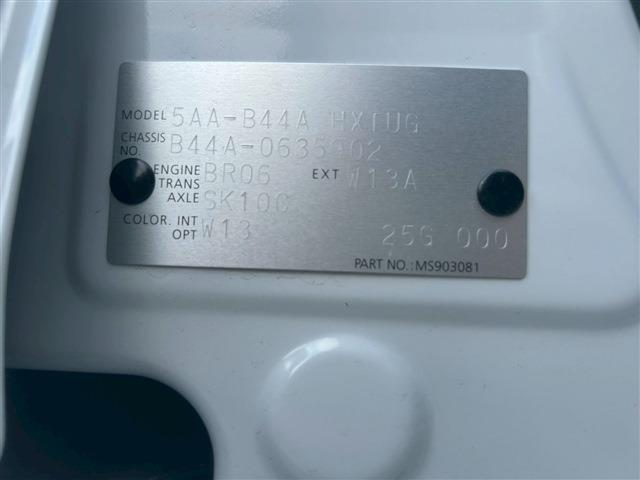 MODEL 5AA-B44A HXTUG
CHASSIS NO. B44A-0635902
ENGINE BR06 EXT W13A
TRANS AXLE SK10C
COLOR. INT W13
OPT 25G 000
PART NO.:MS903081